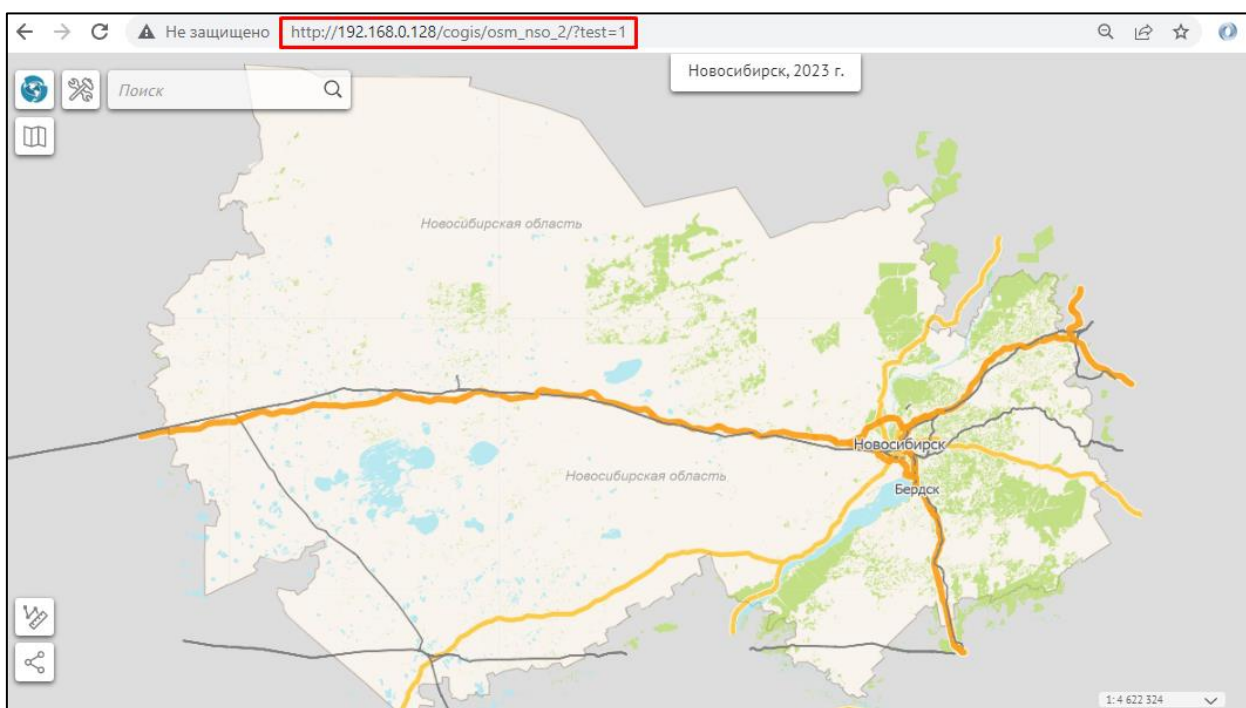 Не защищено http://192.168.0.128/cogis/osm_nso_2/?test=1
Поиск
Новосибирск, 2023 г.
Новосибирская область
Новосибирск
Новосибирская область
Бердск
1:4 622 324